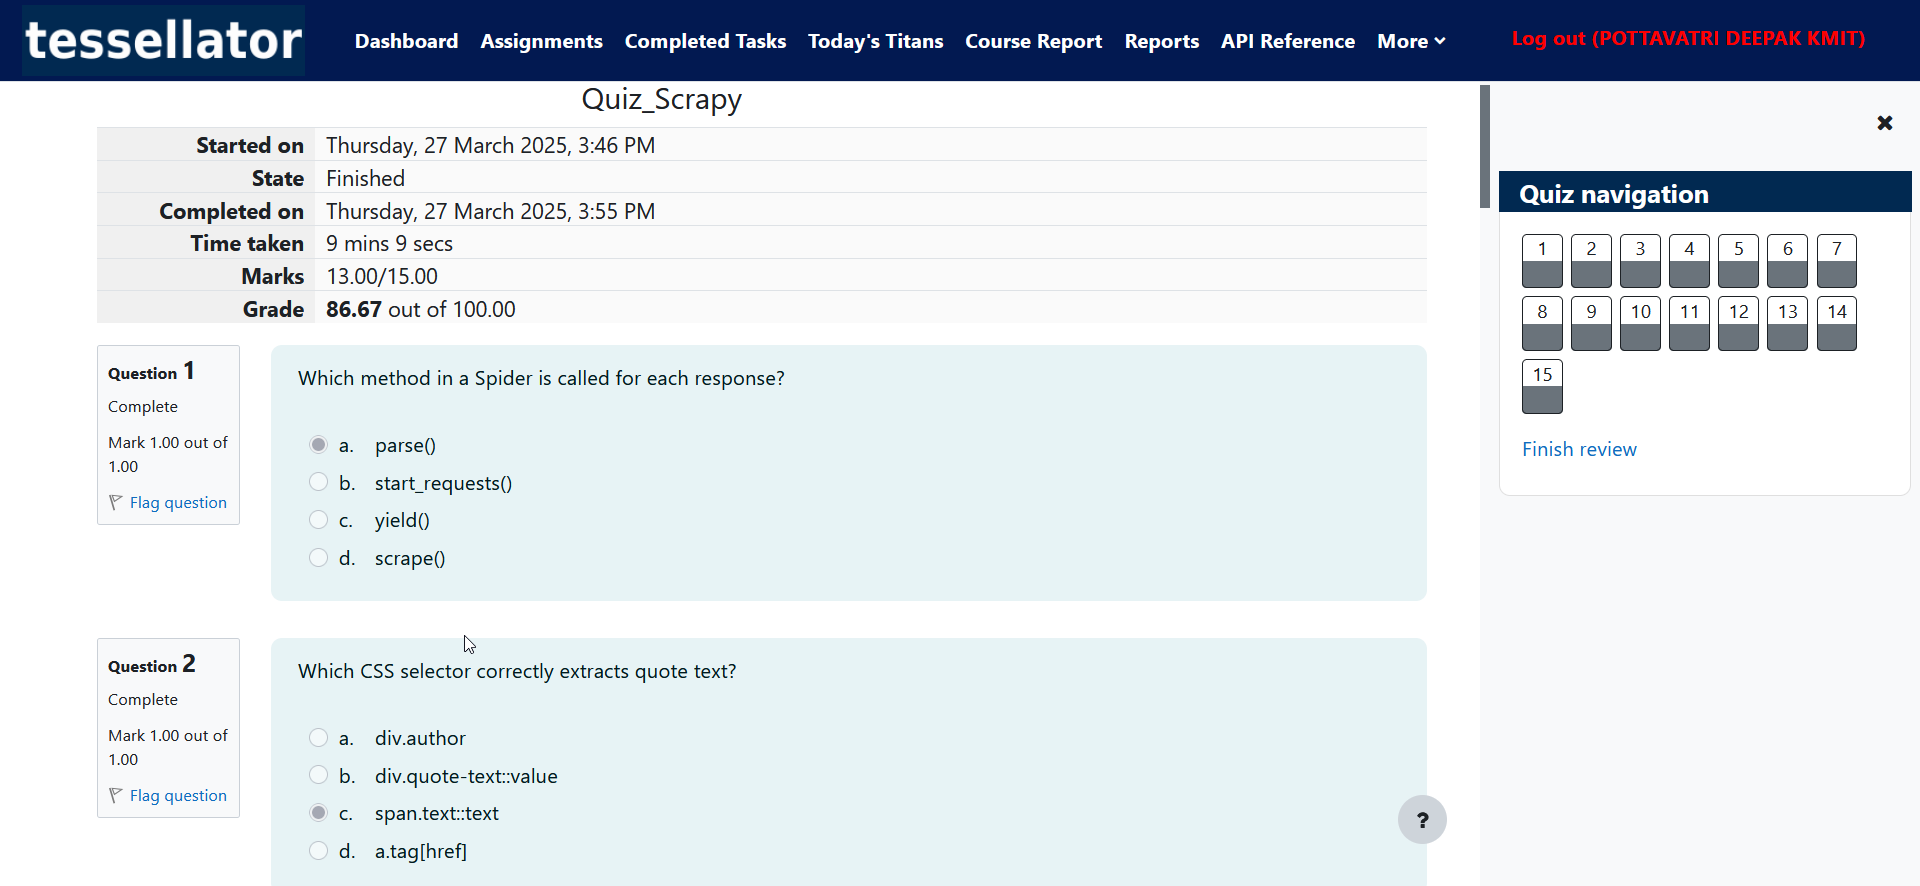 tessellator
Dashboard Assignments Completed Tasks Today's Titans Course Report Reports API Reference More
Log out (POTTAVATRI DEEPAK KMIT)
Quiz_Scrapy
Started on Thursday, 27 March 2025, 3:46 PM
State Finished
Completed on Thursday, 27 March 2025, 3:55 PM
Time taken 9 mins 9 secs
Marks 13.00/15.00
Grade 86.67 out of 100.00
Question 1
Complete
Mark 1.00 out of
1.00
Flag question
Which method in a Spider is called for each response?
a. parse()
b. start_requests()
c. yield()
d. scrape()
Question 2
Complete
Mark 1.00 out of
1.00
Flag question
Which CSS selector correctly extracts quote text?
a. div.author
b. div.quote-text::value
c. span.text::text
d. a.tag[href]
?
Quiz navigation
1 2 3 4 5 6 7
8 9 10 11 12 13 14
15
Finish review